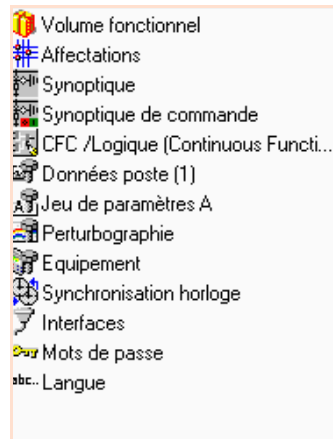 Volume fonctionnel
Affectations
Synoptique
Synoptique de commande
CFC /Logique (Continuous Functi...
Données poste (1)
A Jeu de paramètres A
Perturbographie
Equipement
Synchronisation horloge
Interfaces
Mots de passe
abc.. Langue